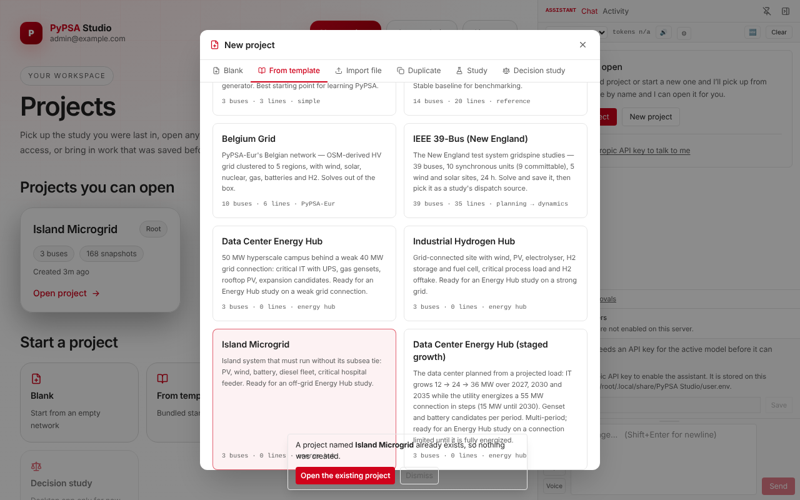 PyPSA Studio
admin@example.com
YOUR WORKSPACE
Projects
Pick up the study you were last in, open any
access, or bring in work that was saved befo
Projects you can open
Island Microgrid
Root
3 buses
168 snapshots
Created 3m ago
Open project →
Start a project
Blank
Start from an empty
network
From temp
Bundled star
Decision study
New project
Blank
From template
Import file
Duplicate
Study
Decision study
generator. Best starting point for learning PyPSA.
3 buses · 3 lines · simple
Stable baseline for benchmarking.
14 buses · 20 lines · reference
Belgium Grid
PyPSA-Eur's Belgian network — OSM-derived HV
grid clustered to 5 regions, with wind, solar,
nuclear, gas, batteries and H2. Solves out of the
box.
10 buses · 6 lines · PyPSA-Eur
IEEE 39-Bus (New England)
The New England test system gridspine studies —
39 buses, 10 synchronous units (9 committable), 5
wind and solar sites, 24 h. Solve and save it, then
pick it as a study's dispatch source.
39 buses · 35 lines · planning → dynamics
Data Center Energy Hub
50 MW hyperscale campus behind a weak 40 MW
grid connection: critical IT with UPS, gas gensets,
rooftop PV, expansion candidates. Ready for an
Energy Hub study on a weak grid connection.
3 buses · 0 lines · energy hub
Industrial Hydrogen Hub
Grid-connected site with wind, PV, electrolyser, H2
storage and fuel cell, critical process load and H2
offtake. Ready for an Energy Hub study on a strong
grid.
3 buses · 0 lines · energy hub
Island Microgrid
Island system that must run without its subsea tie:
PV, wind, battery, diesel fleet, critical hospital
feeder. Ready for an off-grid Energy Hub study.
3 buses · 0 lines
Data Center Energy Hub (staged
growth)
The data center planned from a projected load: IT
grows 12 → 24 → 36 MW over 2027, 2030 and
2035 while the utility energizes a 55 MW
connection in steps (15 MW until 2030). Genset
and battery candidates per period. Multi-period;
ready for an Energy Hub study on a connection
limited until it is fully energized.
3 buses · 0 lines · energy hub
A project named Island Microgrid already exists, so nothing
was created.
Open the existing project
Dismiss
ASSISTANT
Chat
Activity
tokens n/a
Clear
open
d project or start a new one and I'll pick up from
e by name and I can open it for you.
ct
New project
ropic API key to talk to me
ovals
rs
re not enabled on this server.
eeds an API key for the active model before it can
pic API key to enable the assistant. It is stored on this
/root/.local/share/PyPSA Studio/user.env.
Save
ge... (Shift+Enter for newline)
Voice
Send